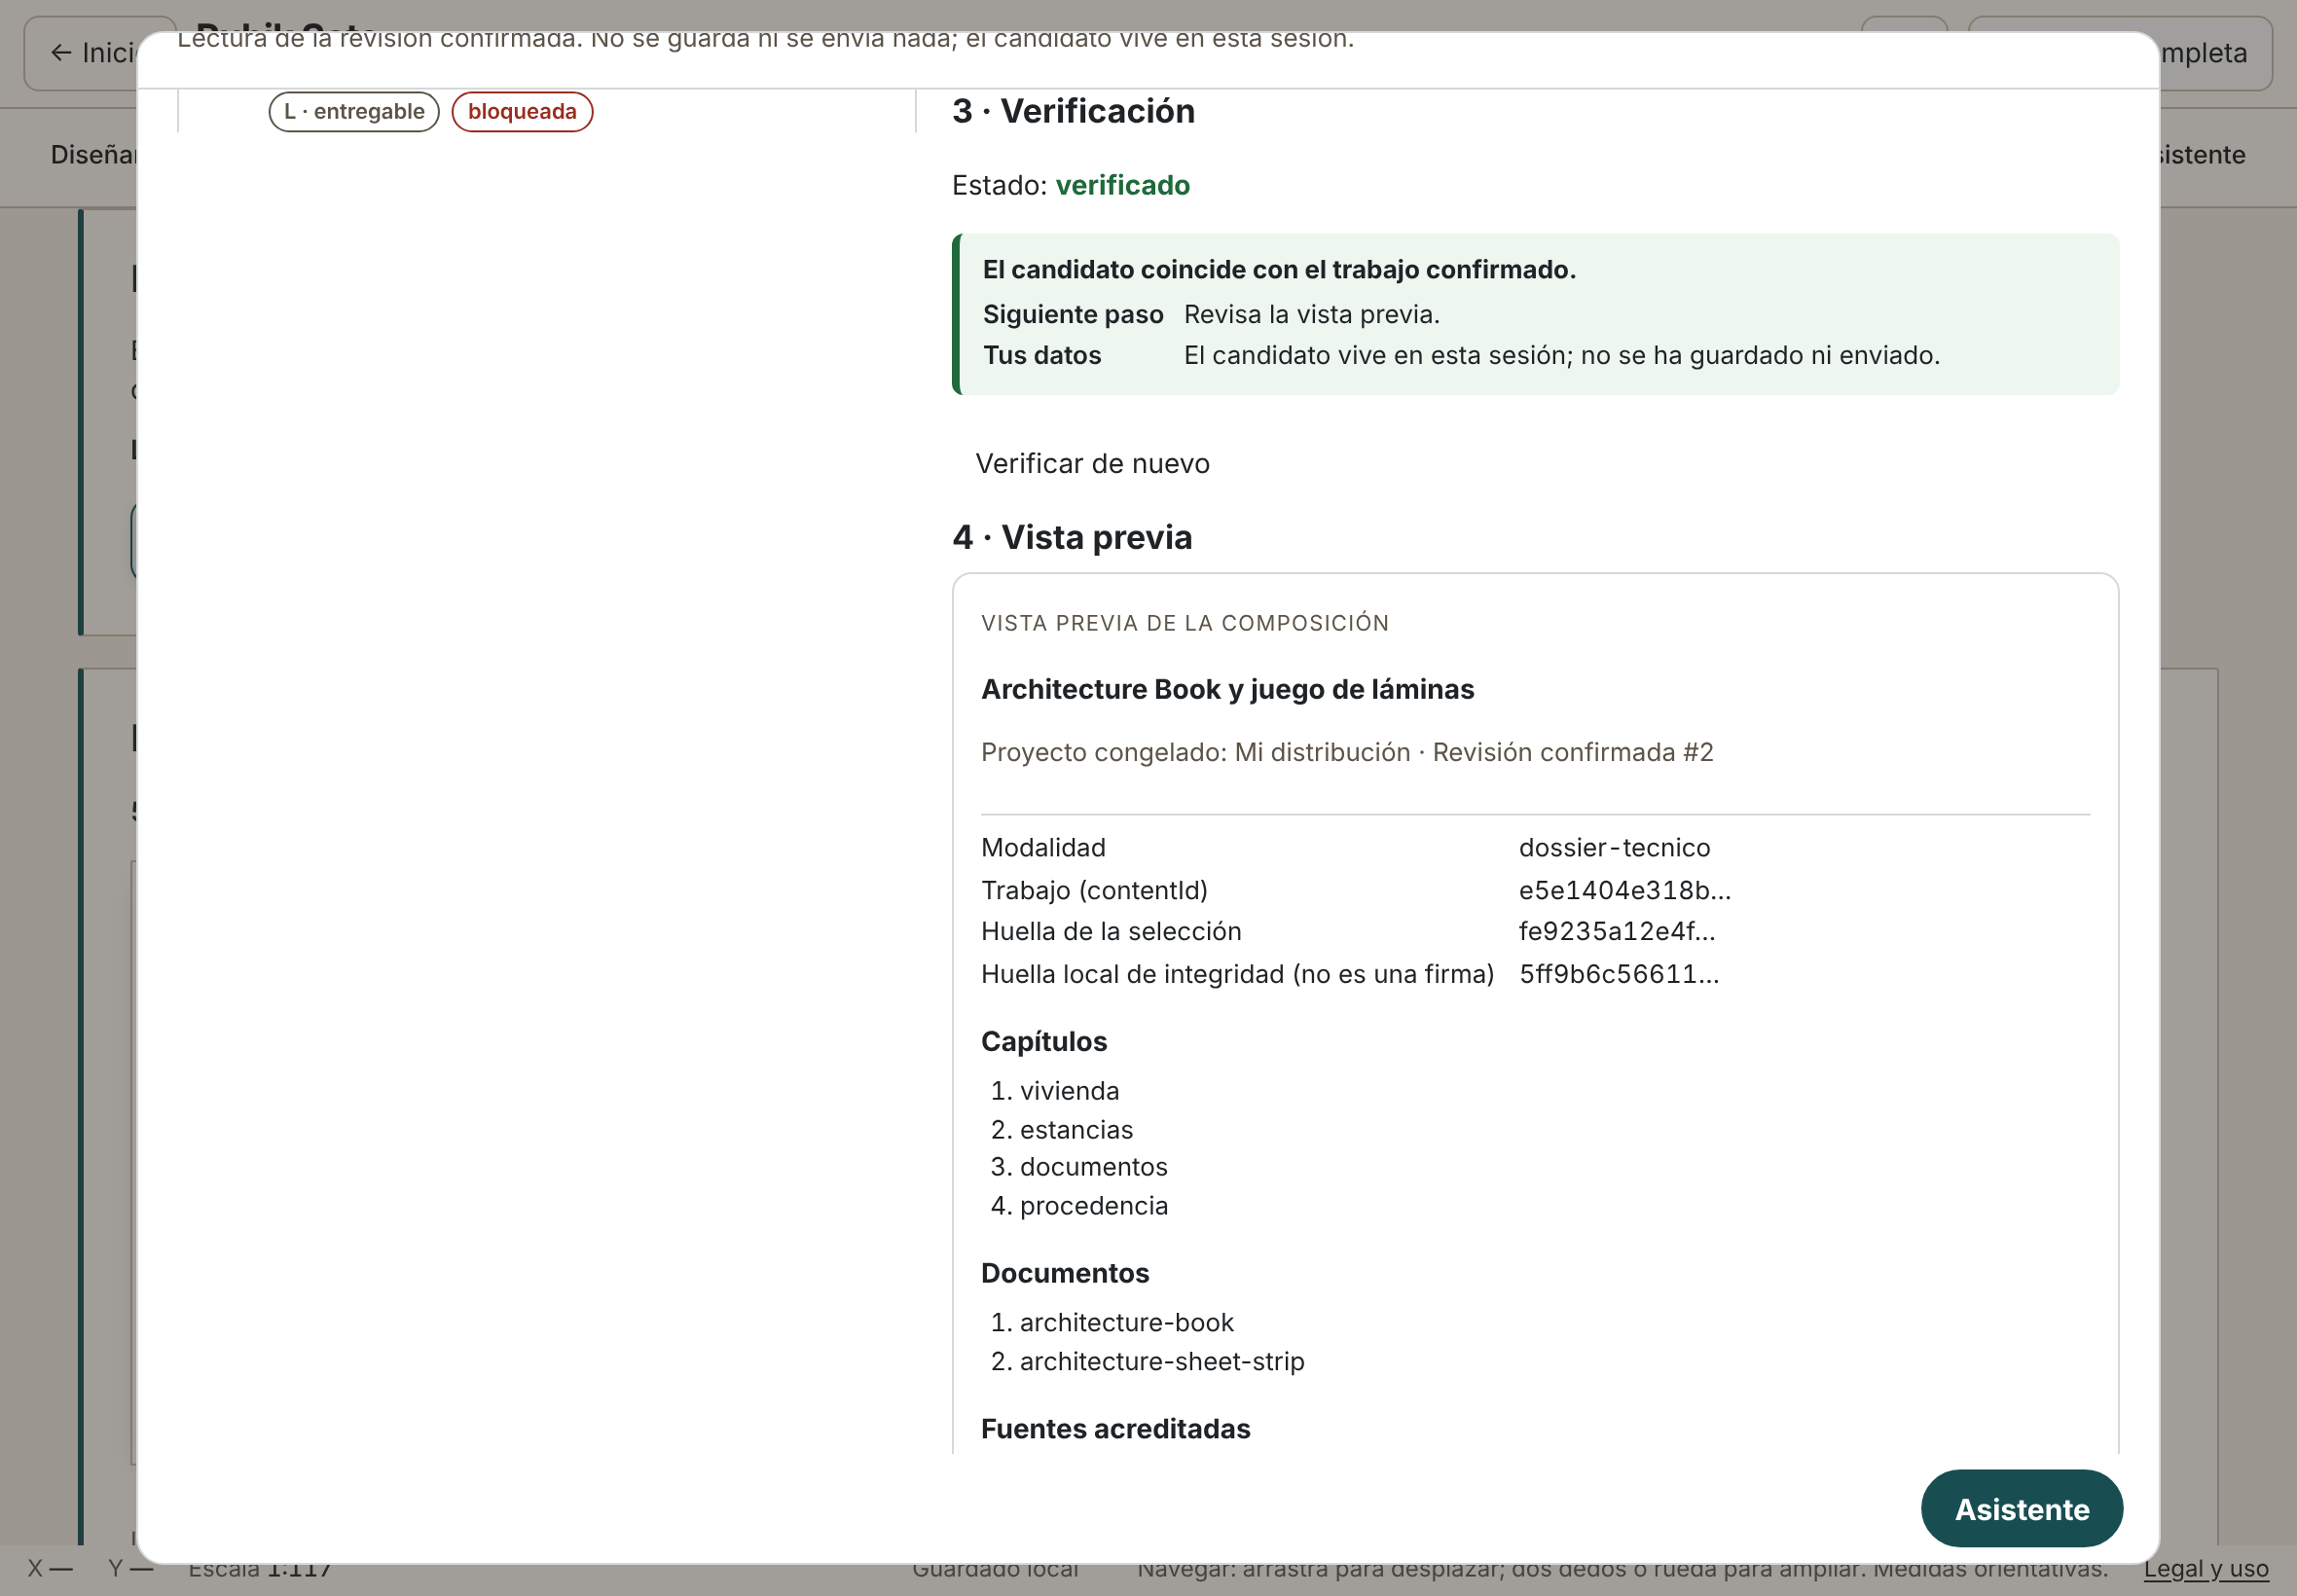 ← Inici
mpleta
Diseñar
sistente
Lectura de la revisión confirmada. No se guarda ni se envía nada; el candidato vive en esta sesión.
L · entregable bloqueada
3 · Verificación
Estado: verificado
El candidato coincide con el trabajo confirmado.
Siguiente paso Revisa la vista previa.
Tus datos El candidato vive en esta sesión; no se ha guardado ni enviado.
Verificar de nuevo
4 · Vista previa
VISTA PREVIA DE LA COMPOSICIÓN
Architecture Book y juego de láminas
Proyecto congelado: Mi distribución · Revisión confirmada #2
Modalidad dossier-tecnico
Trabajo (contentId) e5e1404e318b…
Huella de la selección fe9235a12e4f…
Huella local de integridad (no es una firma) 5ff9b6c56611…
Capítulos
1. vivienda
2. estancias
3. documentos
4. procedencia
Documentos
1. architecture-book
2. architecture-sheet-strip
Fuentes acreditadas
Asistente
X — Y — Escala 1:117 Guardado local Navegar: arrastra para desplazar; dos dedos o rueda para ampliar. Medidas orientativas. Legal y uso